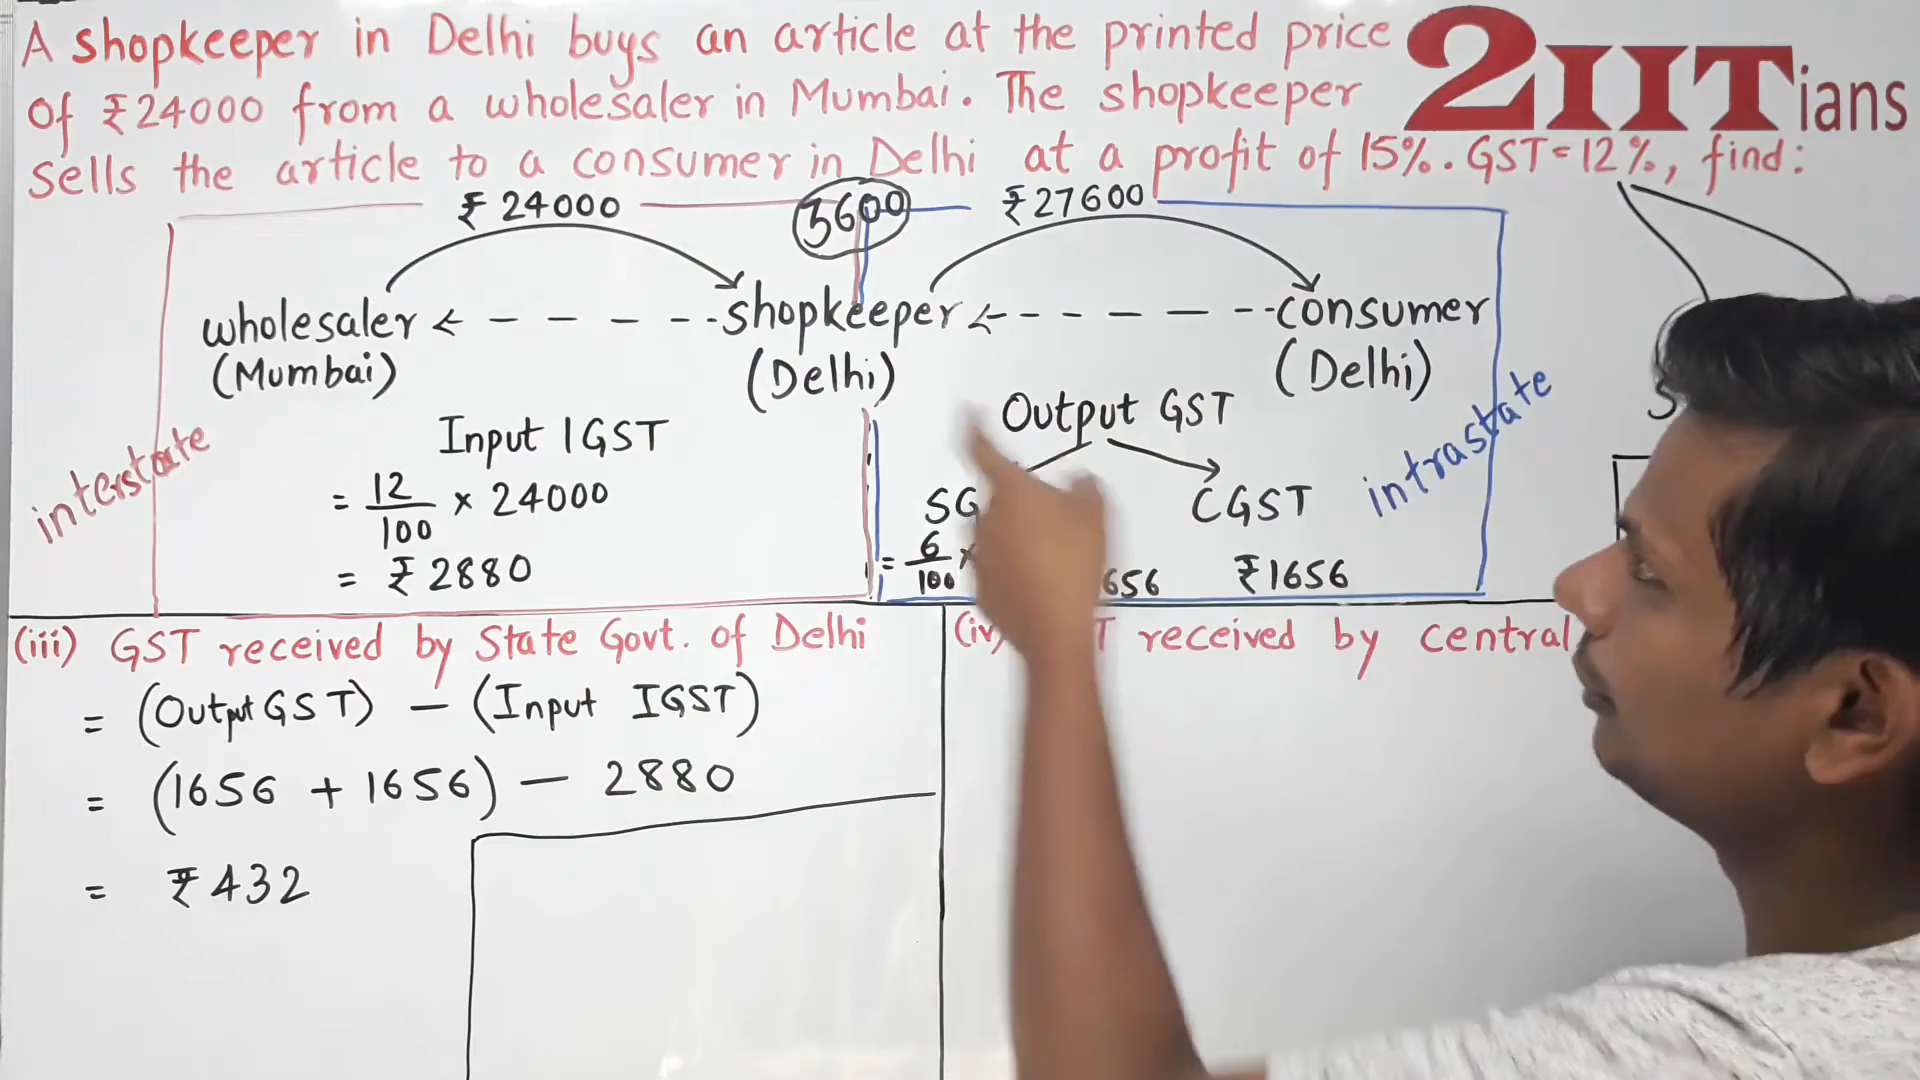 A shopkeeper in Delhi buys an article at the printed price
of ₹24000 from a wholesaler in Mumbai. The shopkeeper
sells the article to a consumer in Delhi at a profit of 15%. GST=12%, find:
2IITians
₹24000
3600
₹27600
wholesaler ← - - - - - shopkeeper ← - - - - - consumer
(Mumbai)
(Delhi)
(Delhi)
interstate
Input IGST
= 12/100 × 24000
= ₹2880
Output GST
CGST
= 6/100 ×
₹1656
intrastate
(iii) GST received by State Govt. of Delhi
= (Output GST) - (Input IGST)
= (1656 + 1656) - 2880
= ₹432
(iv) received by central